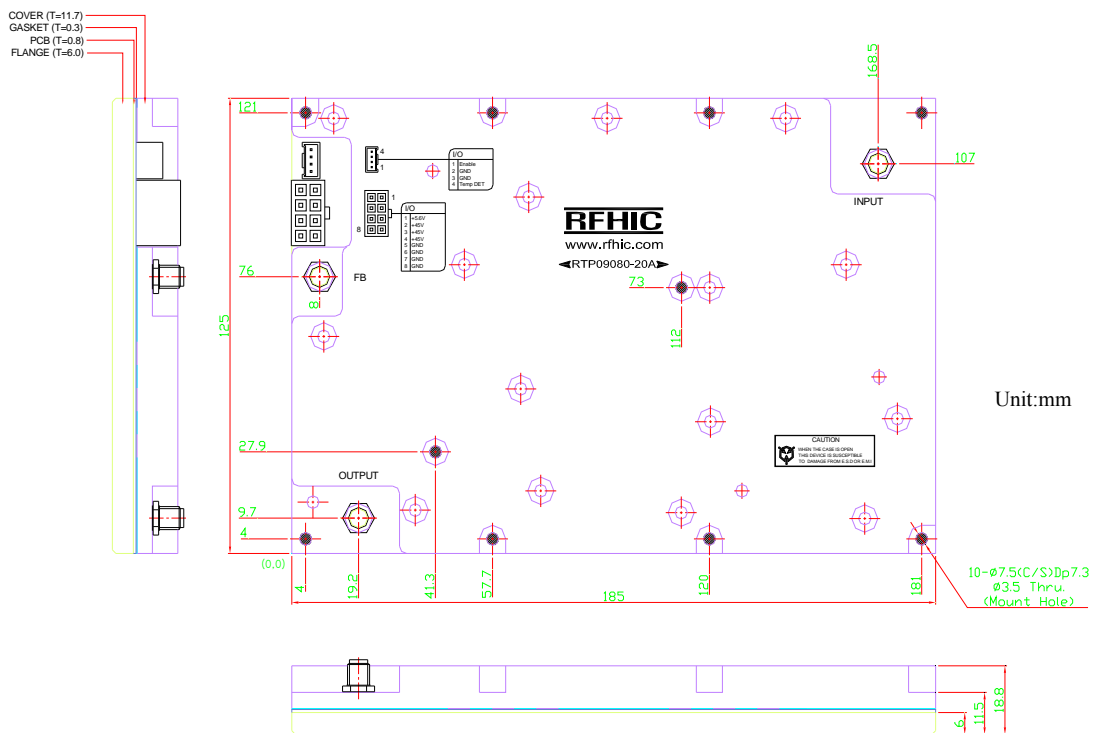 COVER (T=11.7)
GASKET (T=0.3)
PCB (T=0.8)
FLANGE (T=6.0)
168.5
121
107
INPUT
4
1
I/O
1 Enable
2 GND
3 GND
4 Temp DET
1
8
I/O
1 +5.6V
2 +45V
3 +45V
4 +45V
5 GND
6 GND
7 GND
8 GND
RFHIC
www.rfhic.com
RTP09080-20A
76
FB
8
73
112
125
Unit:mm
27.9
CAUTION
WHEN THE CASE IS OPEN
THIS DEVICE IS SUSCEPTIBLE
TO DAMAGE FROM E.S.D OR E.M.I
OUTPUT
9.7
4
(0,0)
4
19.2
41.3
57.7
120
181
185
10-Ø7.5(C/S)Dp7.3
Ø3.5 Thru.
(Mount Hole)
6
11.5
18.8